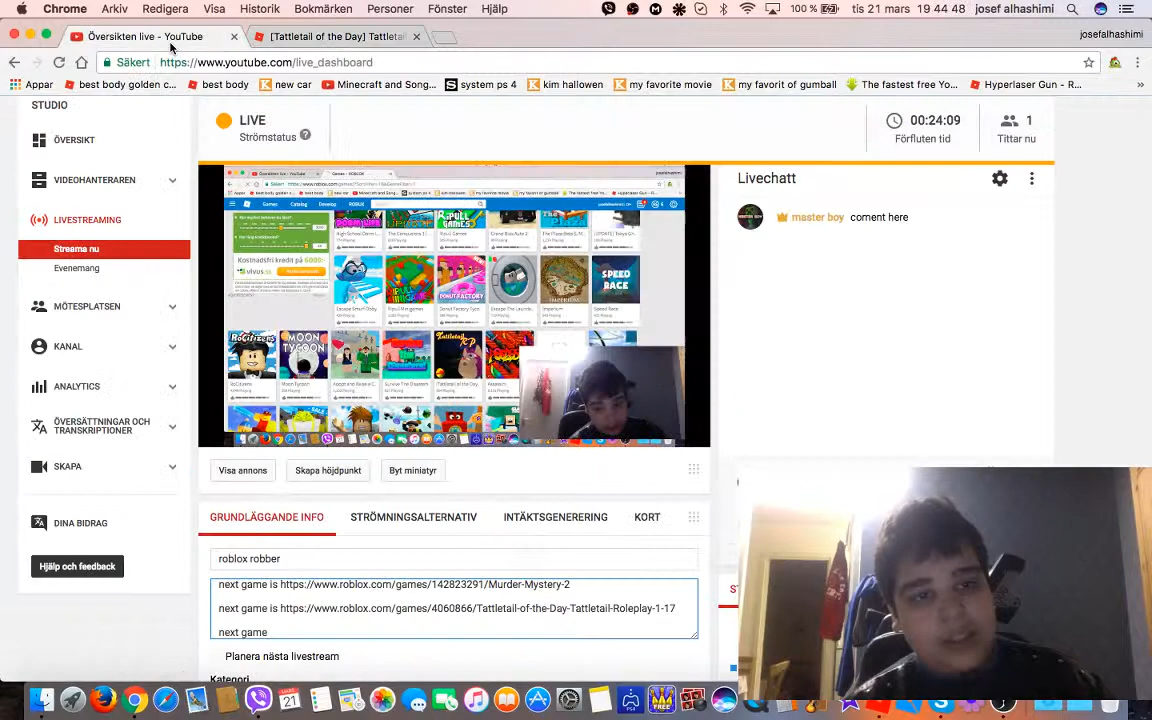 Chrome Arkiv Redigera Visa Historik Bokmärken Personer Fönster Hjälp 100 % tis 21 mars 19 44 48 josef alhashimi
Översikten live - YouTube [Tattletail of the Day] Tattletai josefalhashimi
Säkert https://www.youtube.com/live_dashboard
Appar best body golden c... best body new car Minecraft and Song... system ps 4 kim hallowen my favorite movie my favorit of gumball The fastest free Yo... Hyperlaser Gun - R... »
STUDIO
ÖVERSIKT
VIDEOHANTERAREN
LIVESTREAMING
Streama nu
Evenemang
MÖTESPLATSEN
KANAL
ANALYTICS
ÖVERSÄTTNINGAR OCH
TRANSKRIPTIONER
SKAPA
DINA BIDRAG
Hjälp och feedback
LIVE
Strömstatus
00:24:09
Förfluten tid
1
Tittar nu
Livechatt
master boy coment here
SPEED
RACE
MOON
TYCOON
Visa annons Skapa höjdpunkt Byt miniatyr
GRUNDLÄGGANDE INFO STRÖMNINGSALTERNATIV INTÄKTSGENERERING KORT
roblox robber
next game is https://www.roblox.com/games/142823291/Murder-Mystery-2
next game is https://www.roblox.com/games/4060866/Tattletail-of-the-Day-Tattletail-Roleplay-1-17
next game
Planera nästa livestream
Kategori